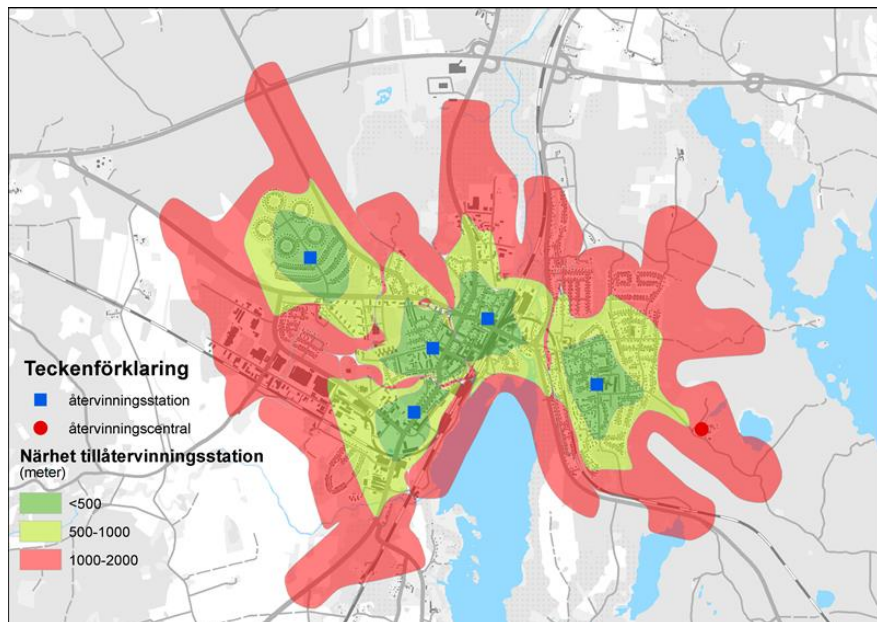 Teckenförklaring
återvinningsstation
återvinningscentral
Närhet tillåtervinningsstation
(meter)
<500
500-1000
1000-2000